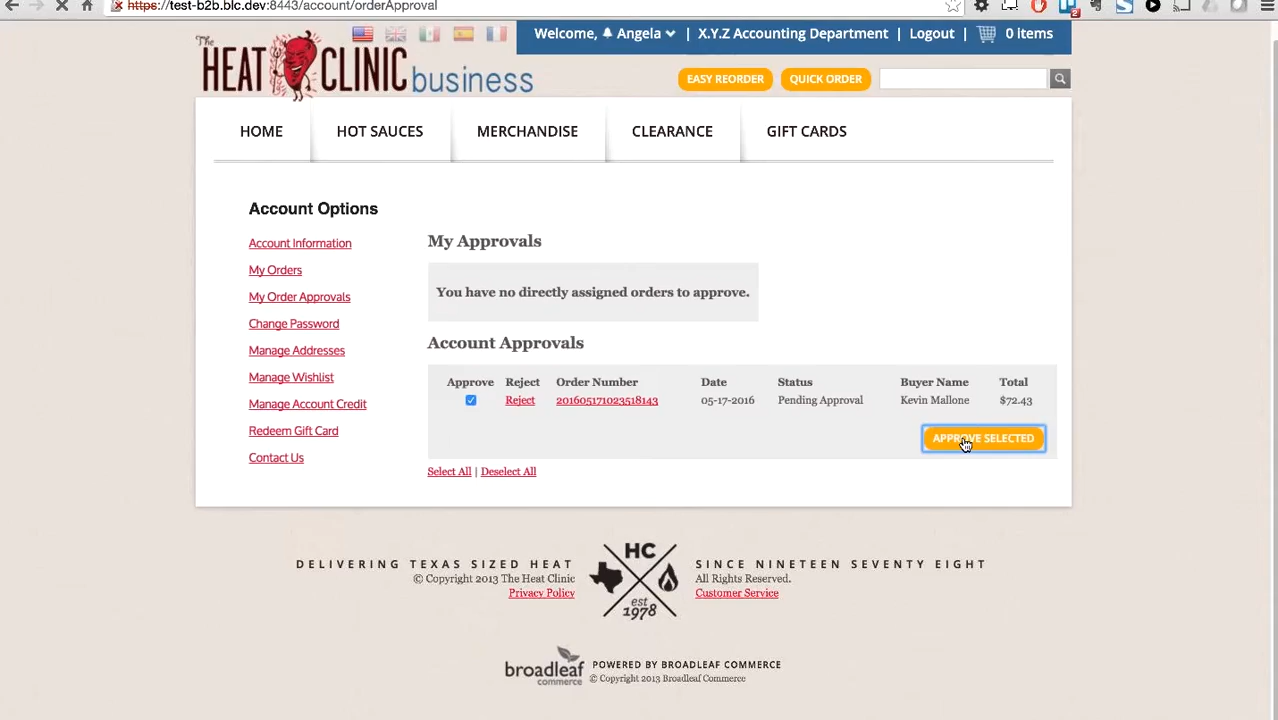 https://test-b2b.blc.dev:8443/account/orderApproval
2
Welcome, Angela | X.Y.Z Accounting Department | Logout | 0 Items
The HEAT CLINIC business
EASY REORDER QUICK ORDER
HOME HOT SAUCES MERCHANDISE CLEARANCE GIFT CARDS
Account Options
Account Information
My Orders
My Order Approvals
Change Password
Manage Addresses
Manage Wishlist
Manage Account Credit
Redeem Gift Card
Contact Us
My Approvals
You have no directly assigned orders to approve.
Account Approvals
Approve Reject Order Number Date Status Buyer Name Total
Reject 201605171023518143 05-17-2016 Pending Approval Kevin Mallone $72.43
APPROVE SELECTED
Select All | Deselect All
DELIVERING TEXAS SIZED HEAT
© Copyright 2013 The Heat Clinic
Privacy Policy
HC
est
1978
SINCE NINETEEN SEVENTY EIGHT
All Rights Reserved.
Customer Service
broadleaf
commerce
POWERED BY BROADLEAF COMMERCE
© Copyright 2013 Broadleaf Commerce